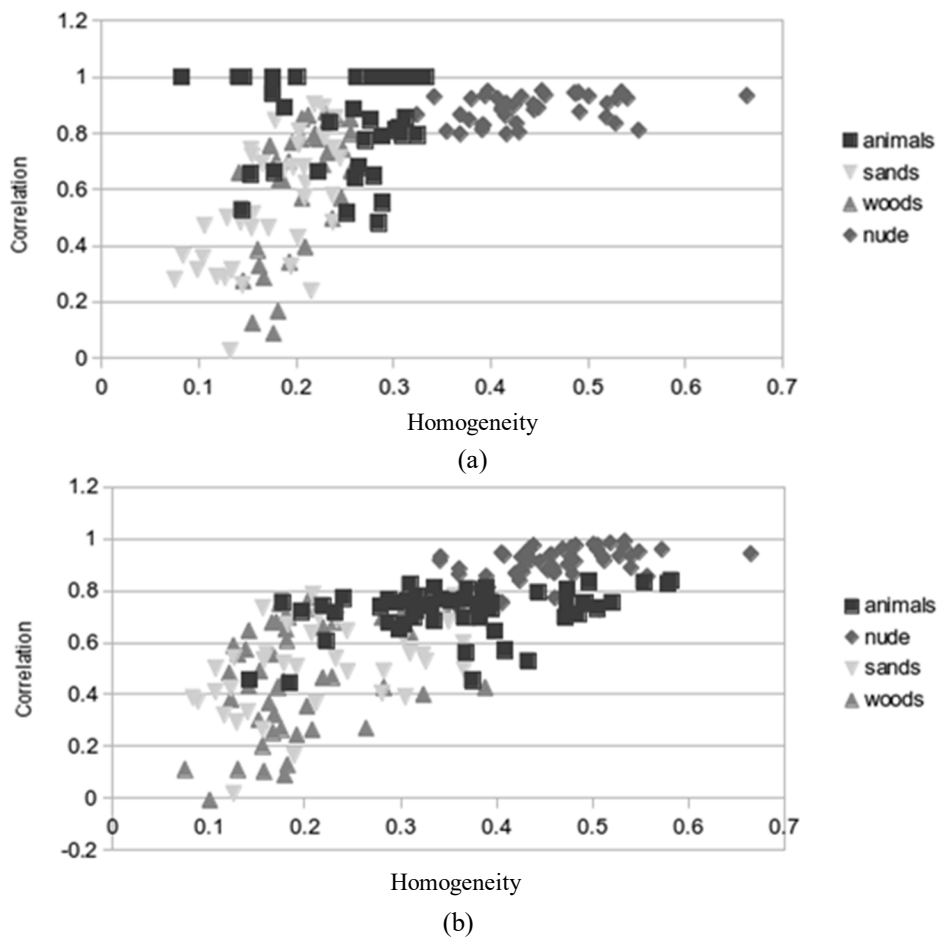 1.2
1
0.8
0.6
0.4
0.2
0
Correlation
0 0.1 0.2 0.3 0.4 0.5 0.6 0.7
Homogeneity
animals
sands
woods
nude
(a)
1.2
1
0.8
0.6
0.4
0.2
0
-0.2
Correlation
0 0.1 0.2 0.3 0.4 0.5 0.6 0.7
Homogeneity
animals
nude
sands
woods
(b)